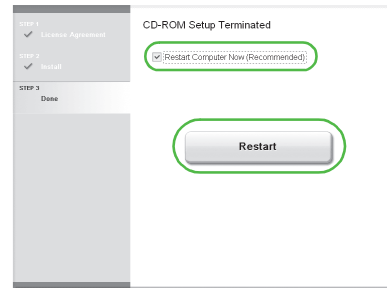 STEP 1
License Agreement
STEP 2
Install
STEP 3
Done
CD-ROM Setup Terminated
Restart Computer Now (Recommended)
Restart